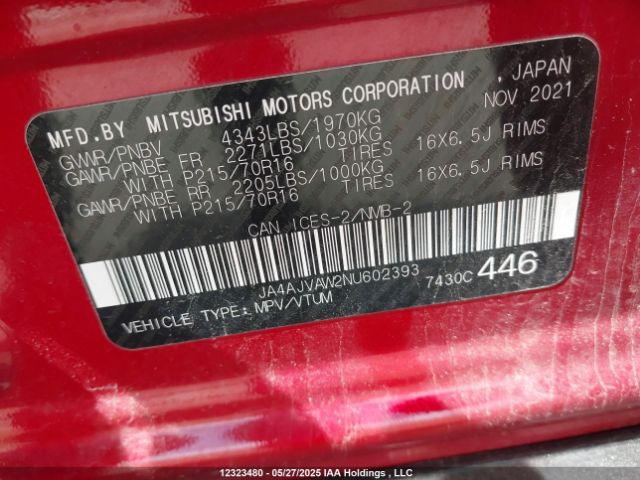 MFD.BY MITSUBISHI MOTORS CORPORATION , JAPAN
GVWR/PNBV 4343LBS/1970KG NOV 2021
GAWR/PNBE FR 2271LBS/1030KG
WITH P215/70R16 TIRES 16X6.5J RIMS
GAWR/PNBE RR 2205LBS/1000KG
WITH P215/70R16 TIRES 16X6.5J RIMS
CAN ICES-2/NMB-2
JA4AJVAW2NU602393 7430C 446
VEHICLE TYPE: MPV/VTUM
12323480 - 05/27/2025 IAA Holdings , LLC